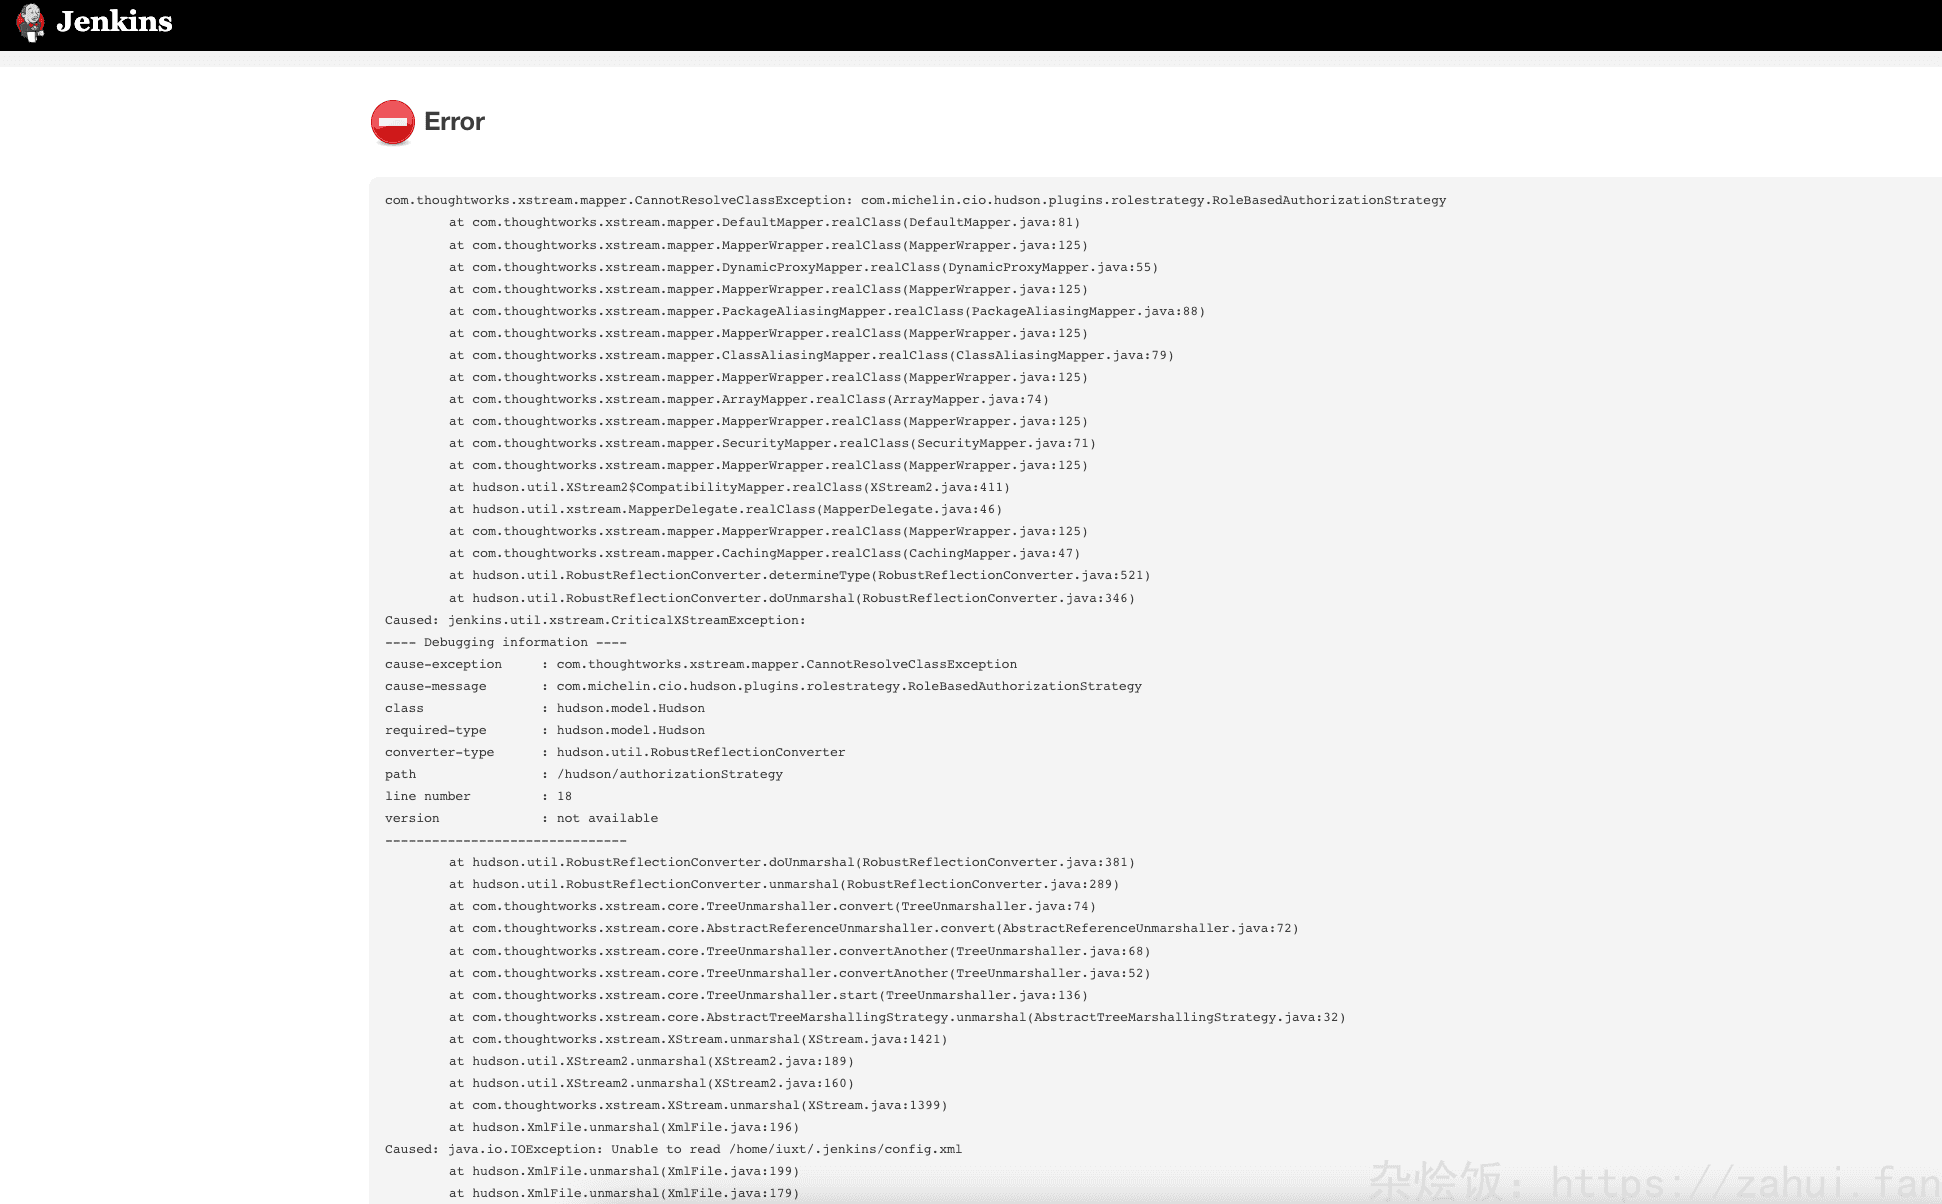 Jenkins
Error
com.thoughtworks.xstream.mapper.CannotResolveClassException: com.michelin.cio.hudson.plugins.rolestrategy.RoleBasedAuthorizationStrategy
at com.thoughtworks.xstream.mapper.DefaultMapper.realClass(DefaultMapper.java:81)
at com.thoughtworks.xstream.mapper.MapperWrapper.realClass(MapperWrapper.java:125)
at com.thoughtworks.xstream.mapper.DynamicProxyMapper.realClass(DynamicProxyMapper.java:55)
at com.thoughtworks.xstream.mapper.MapperWrapper.realClass(MapperWrapper.java:125)
at com.thoughtworks.xstream.mapper.PackageAliasingMapper.realClass(PackageAliasingMapper.java:88)
at com.thoughtworks.xstream.mapper.MapperWrapper.realClass(MapperWrapper.java:125)
at com.thoughtworks.xstream.mapper.ClassAliasingMapper.realClass(ClassAliasingMapper.java:79)
at com.thoughtworks.xstream.mapper.MapperWrapper.realClass(MapperWrapper.java:125)
at com.thoughtworks.xstream.mapper.ArrayMapper.realClass(ArrayMapper.java:74)
at com.thoughtworks.xstream.mapper.MapperWrapper.realClass(MapperWrapper.java:125)
at com.thoughtworks.xstream.mapper.SecurityMapper.realClass(SecurityMapper.java:71)
at com.thoughtworks.xstream.mapper.MapperWrapper.realClass(MapperWrapper.java:125)
at hudson.util.XStream2$CompatibilityMapper.realClass(XStream2.java:411)
at hudson.util.xstream.MapperDelegate.realClass(MapperDelegate.java:46)
at com.thoughtworks.xstream.mapper.MapperWrapper.realClass(MapperWrapper.java:125)
at com.thoughtworks.xstream.mapper.CachingMapper.realClass(CachingMapper.java:47)
at hudson.util.RobustReflectionConverter.determineType(RobustReflectionConverter.java:521)
at hudson.util.RobustReflectionConverter.doUnmarshal(RobustReflectionConverter.java:346)
Caused: jenkins.util.xstream.CriticalXStreamException:
---- Debugging information ----
cause-exception : com.thoughtworks.xstream.mapper.CannotResolveClassException
cause-message : com.michelin.cio.hudson.plugins.rolestrategy.RoleBasedAuthorizationStrategy
class : hudson.model.Hudson
required-type : hudson.model.Hudson
converter-type : hudson.util.RobustReflectionConverter
path : /hudson/authorizationStrategy
line number : 18
version : not available
-------------------------------
at hudson.util.RobustReflectionConverter.doUnmarshal(RobustReflectionConverter.java:381)
at hudson.util.RobustReflectionConverter.unmarshal(RobustReflectionConverter.java:289)
at com.thoughtworks.xstream.core.TreeUnmarshaller.convert(TreeUnmarshaller.java:74)
at com.thoughtworks.xstream.core.AbstractReferenceUnmarshaller.convert(AbstractReferenceUnmarshaller.java:72)
at com.thoughtworks.xstream.core.TreeUnmarshaller.convertAnother(TreeUnmarshaller.java:68)
at com.thoughtworks.xstream.core.TreeUnmarshaller.convertAnother(TreeUnmarshaller.java:52)
at com.thoughtworks.xstream.core.TreeUnmarshaller.start(TreeUnmarshaller.java:136)
at com.thoughtworks.xstream.core.AbstractTreeMarshallingStrategy.unmarshal(AbstractTreeMarshallingStrategy.java:32)
at com.thoughtworks.xstream.XStream.unmarshal(XStream.java:1421)
at hudson.util.XStream2.unmarshal(XStream2.java:189)
at hudson.util.XStream2.unmarshal(XStream2.java:160)
at com.thoughtworks.xstream.XStream.unmarshal(XStream.java:1399)
at hudson.XmlFile.unmarshal(XmlFile.java:196)
Caused: java.io.IOException: Unable to read /home/iuxt/.jenkins/config.xml
at hudson.XmlFile.unmarshal(XmlFile.java:199)
at hudson.XmlFile.unmarshal(XmlFile.java:179)
杂烩饭: https://zahui.fan